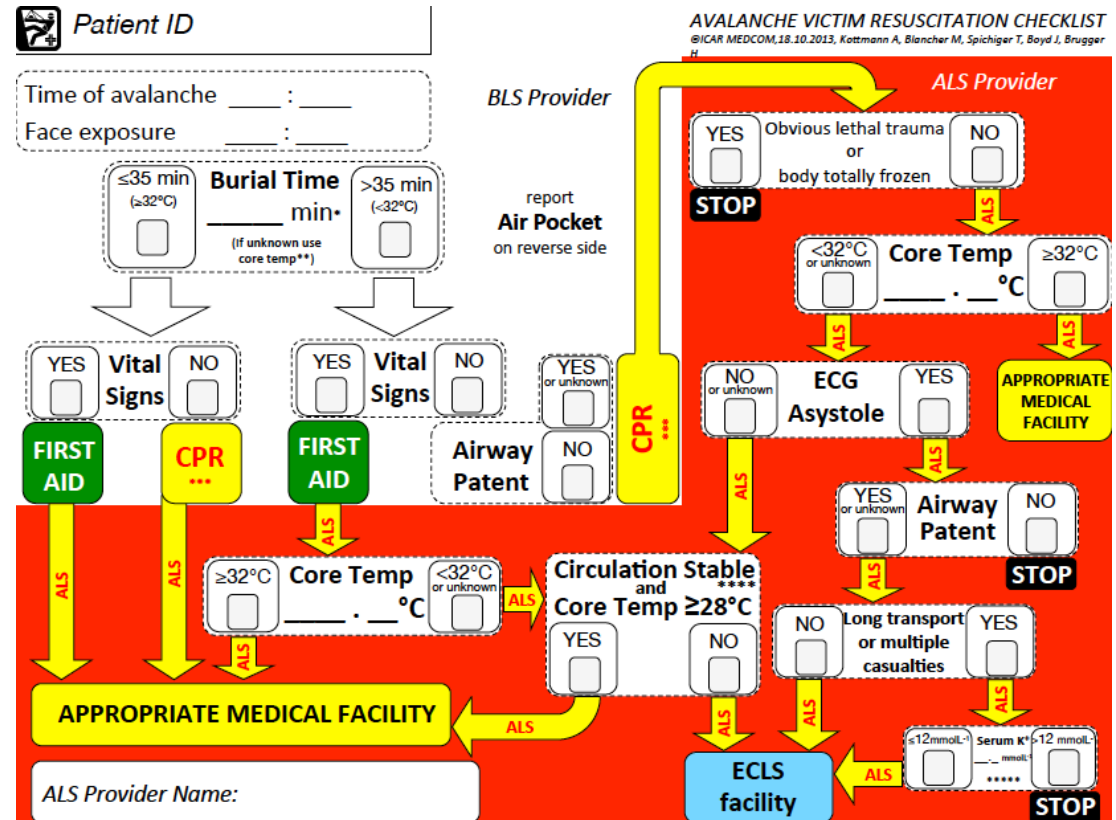 Patient ID
AVALANCHE VICTIM RESUSCITATION CHECKLIST
©ICAR MEDCOM,18.10.2013, Kottmann A, Blancher M, Spichiger T, Boyd J, Brugger
H
Time of avalanche ____ : ____
Face exposure ____ : ____
BLS Provider
ALS Provider
≤35 min
(≥32°C)
Burial Time
_____ min*
(If unknown use
core temp**)
>35 min
(<32°C)
report
Air Pocket
on reverse side
YES
Vital
Signs
NO
FIRST
AID
CPR
***
YES
Vital
Signs
NO
FIRST
AID
YES
or unknown
Airway
Patent
NO
CPR
***
YES
Obvious lethal trauma
or
body totally frozen
NO
STOP
ALS
<32°C
or unknown
Core Temp
____ . __°C
≥32°C
ALS
ALS
NO
or unknown
ECG
Asystole
YES
APPROPRIATE
MEDICAL
FACILITY
ALS
ALS
YES
or unknown
Airway
Patent
NO
STOP
ALS
NO
Long transport
or multiple
casualties
YES
ALS
ALS
≤12mmolL-¹
Serum K+
__._ mmolL-¹
*****
>12 mmolL-
STOP
ALS
ALS
ALS
ALS
≥32°C
Core Temp
____ . __°C
<32°C
or unknown
ALS
ALS
Circulation Stable
****
and
Core Temp ≥28°C
YES
NO
ALS
ALS
APPROPRIATE MEDICAL FACILITY
ECLS
facility
ALS Provider Name: